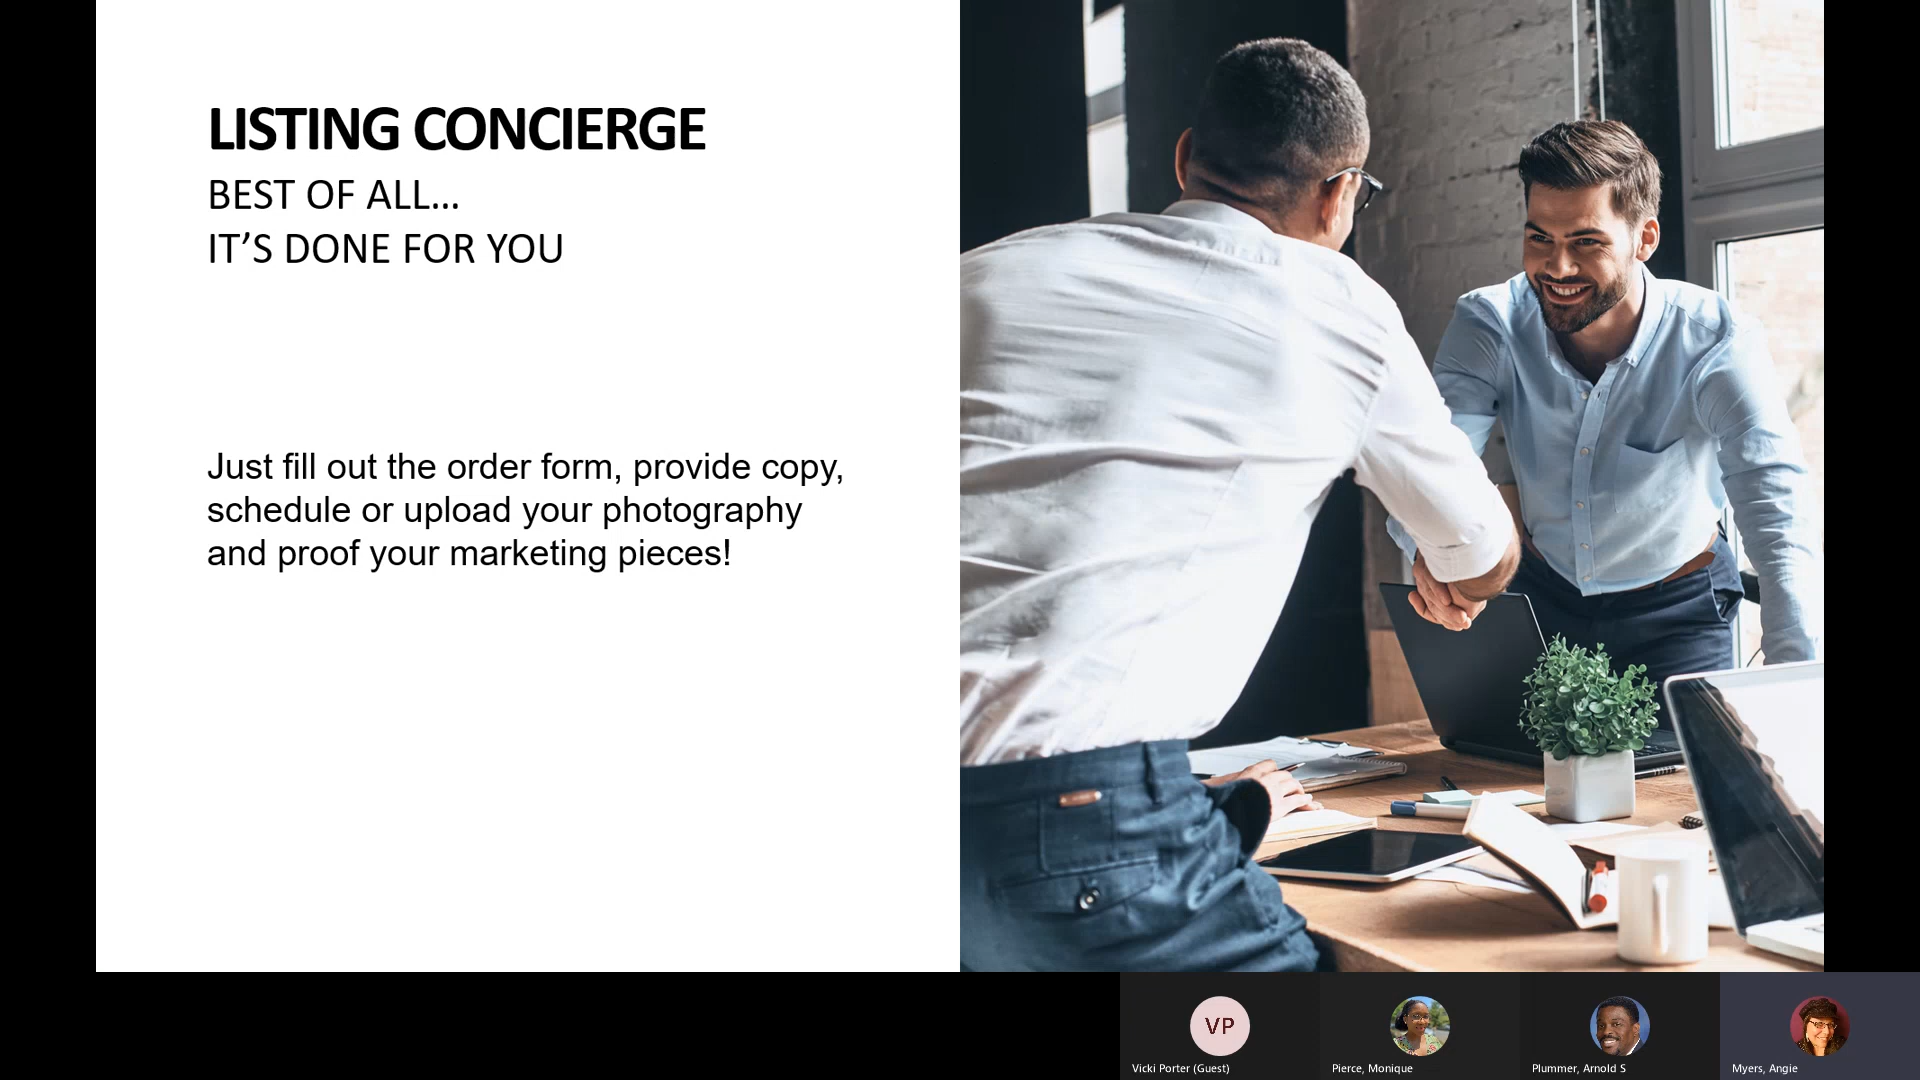 LISTING CONCIERGE
BEST OF ALL…
IT’S DONE FOR YOU
Just fill out the order form, provide copy,
schedule or upload your photography
and proof your marketing pieces!
VP
Vicki Porter (Guest)
Pierce, Monique
Plummer, Arnold S
Myers, Angie